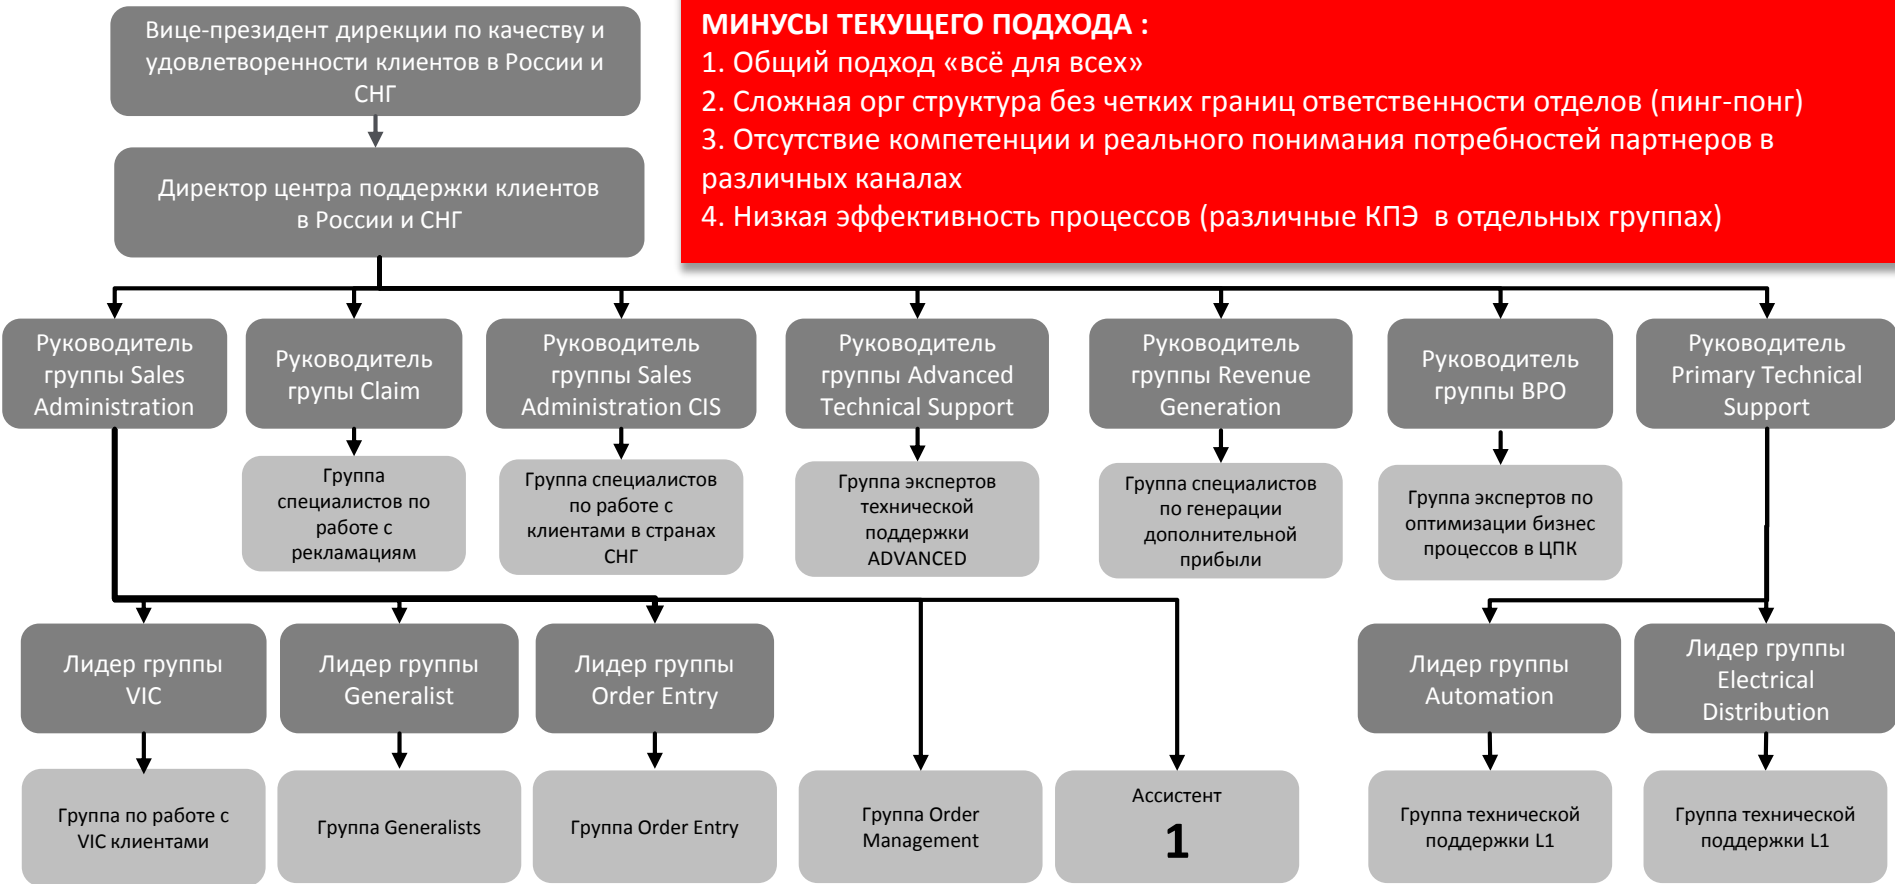 Вице-президент дирекции по качеству и
удовлетворенности клиентов в России и
СНГ
МИНУСЫ ТЕКУЩЕГО ПОДХОДА :
1. Общий подход «всё для всех»
2. Сложная орг структура без четких границ ответственности отделов (пинг-понг)
3. Отсутствие компетенции и реального понимания потребностей партнеров в
различных каналах
4. Низкая эффективность процессов (различные КПЭ  в отдельных группах)
Директор центра поддержки клиентов
в России и СНГ
Руководитель
группы Sales
Administration
Руководитель
групы Claim
Руководитель
группы Sales
Administration CIS
Руководитель
группы Advanced
Technical Support
Руководитель
группы Revenue
Generation
Руководитель
группы BPO
Руководитель
Primary Technical
Support
Группа
специалистов по
работе с
рекламациям
Группа специалистов
по работе с
клиентами в странах
СНГ
Группа экспертов
технической
поддержки
ADVANCED
Группа специалистов
по генерации
дополнительной
прибыли
Группа экспертов по
оптимизации бизнес
процессов в ЦПК
Лидер группы
VIC
Лидер группы
Generalist
Лидер группы
Order Entry
Лидер группы
Automation
Лидер группы
Electrical
Distribution
Группа по работе с
VIC клиентами
Группа Generalists
Группа Order Entry
Группа Order
Management
Ассистент
1
Группа технической
поддержки L1
Группа технической
поддержки L1